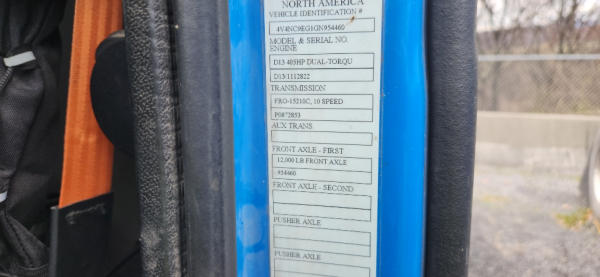 NORTH AMERICA
VEHICLE IDENTIFICATION #
4V4NC9EG1GN954460
MODEL & SERIAL NO.
ENGINE
D13 405HP DUAL-TORQU
D13/1112822
TRANSMISSION
FRO-15210C, 10 SPEED
P0872853
AUX TRANS
FRONT AXLE - FIRST
12,000 LB FRONT AXLE
954460
FRONT AXLE - SECOND
PUSHER AXLE
PUSHER AXLE